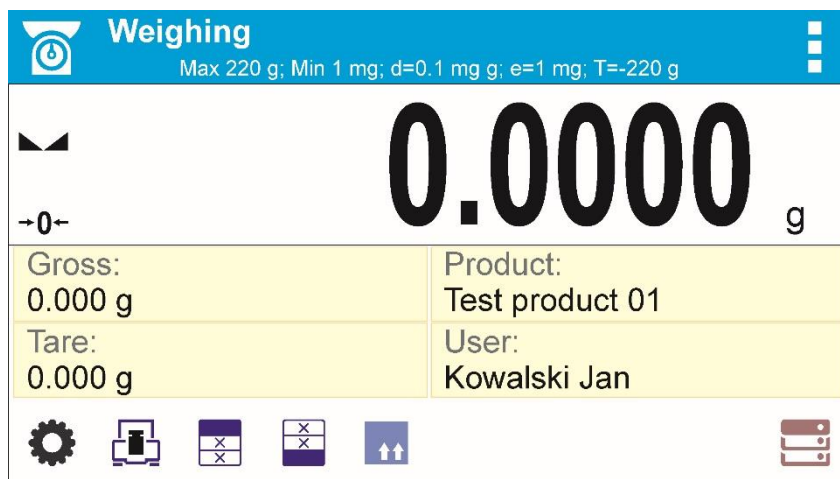 Weighing
Max 220 g; Min 1 mg; d=0.1 mg g; e=1 mg; T=-220 g
0.0000 g
→0←
Gross:
0.000 g
Product:
Test product 01
Tare:
0.000 g
User:
Kowalski Jan